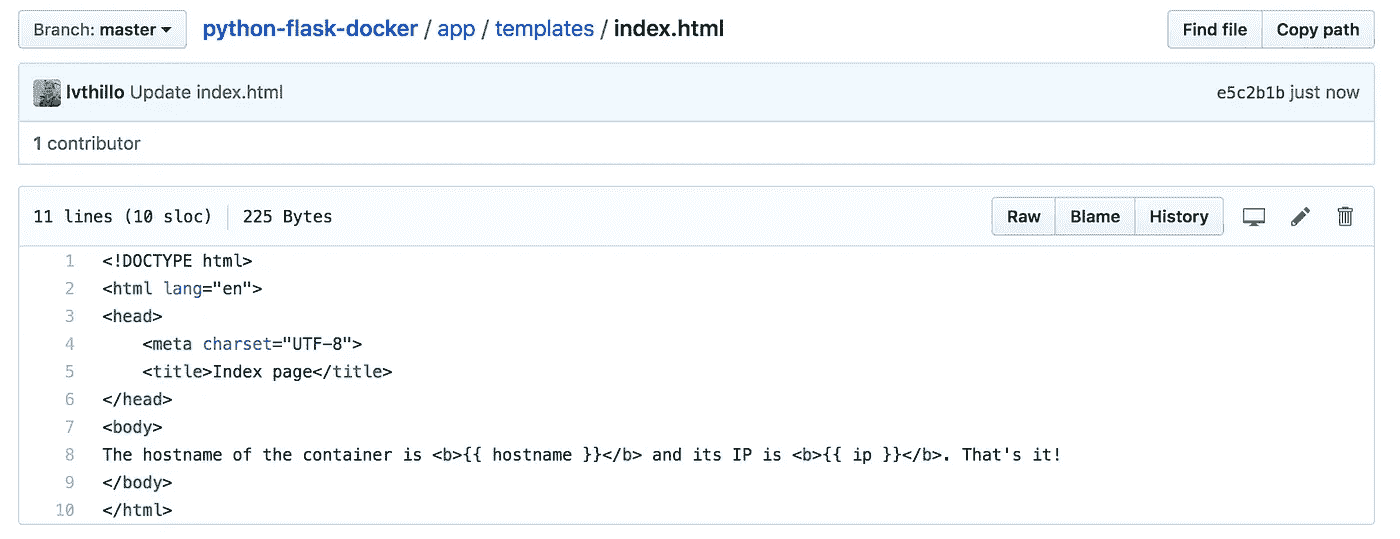 Branch: master python-flask-docker / app / templates / index.html Find file Copy path
lvthillo Update index.html e5c2b1b just now
1 contributor
11 lines (10 sloc) 225 Bytes Raw Blame History
1 <!DOCTYPE html>
2 <html lang="en">
3 <head>
4     <meta charset="UTF-8">
5     <title>Index page</title>
6 </head>
7 <body>
8 The hostname of the container is <b>{{ hostname }}</b> and its IP is <b>{{ ip }}</b>. That's it!
9 </body>
10 </html>